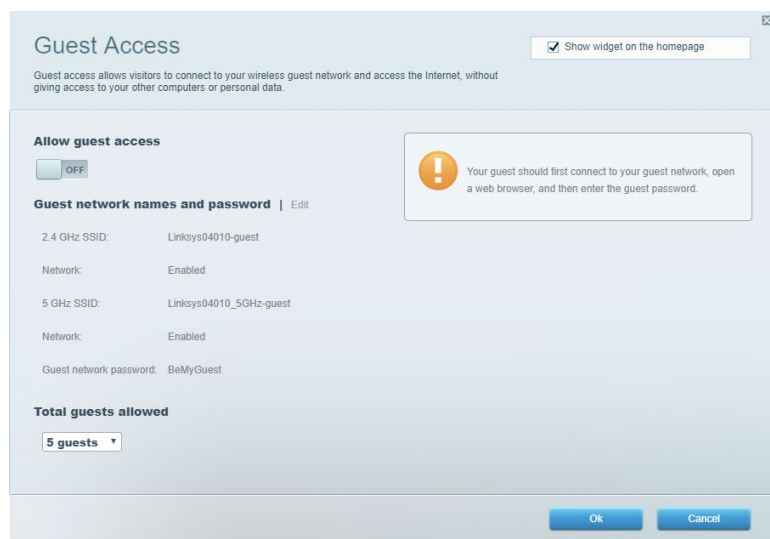 Guest Access
Show widget on the homepage
Guest access allows visitors to connect to your wireless guest network and access the Internet, without
giving access to your other computers or personal data.
Allow guest access
OFF
Your guest should first connect to your guest network, open
a web browser, and then enter the guest password.
Guest network names and password | Edit
2.4 GHz SSID: Linksys04010-guest
Network: Enabled
5 GHz SSID: Linksys04010_5GHz-guest
Network: Enabled
Guest network password: BeMyGuest
Total guests allowed
5 guests
Ok Cancel